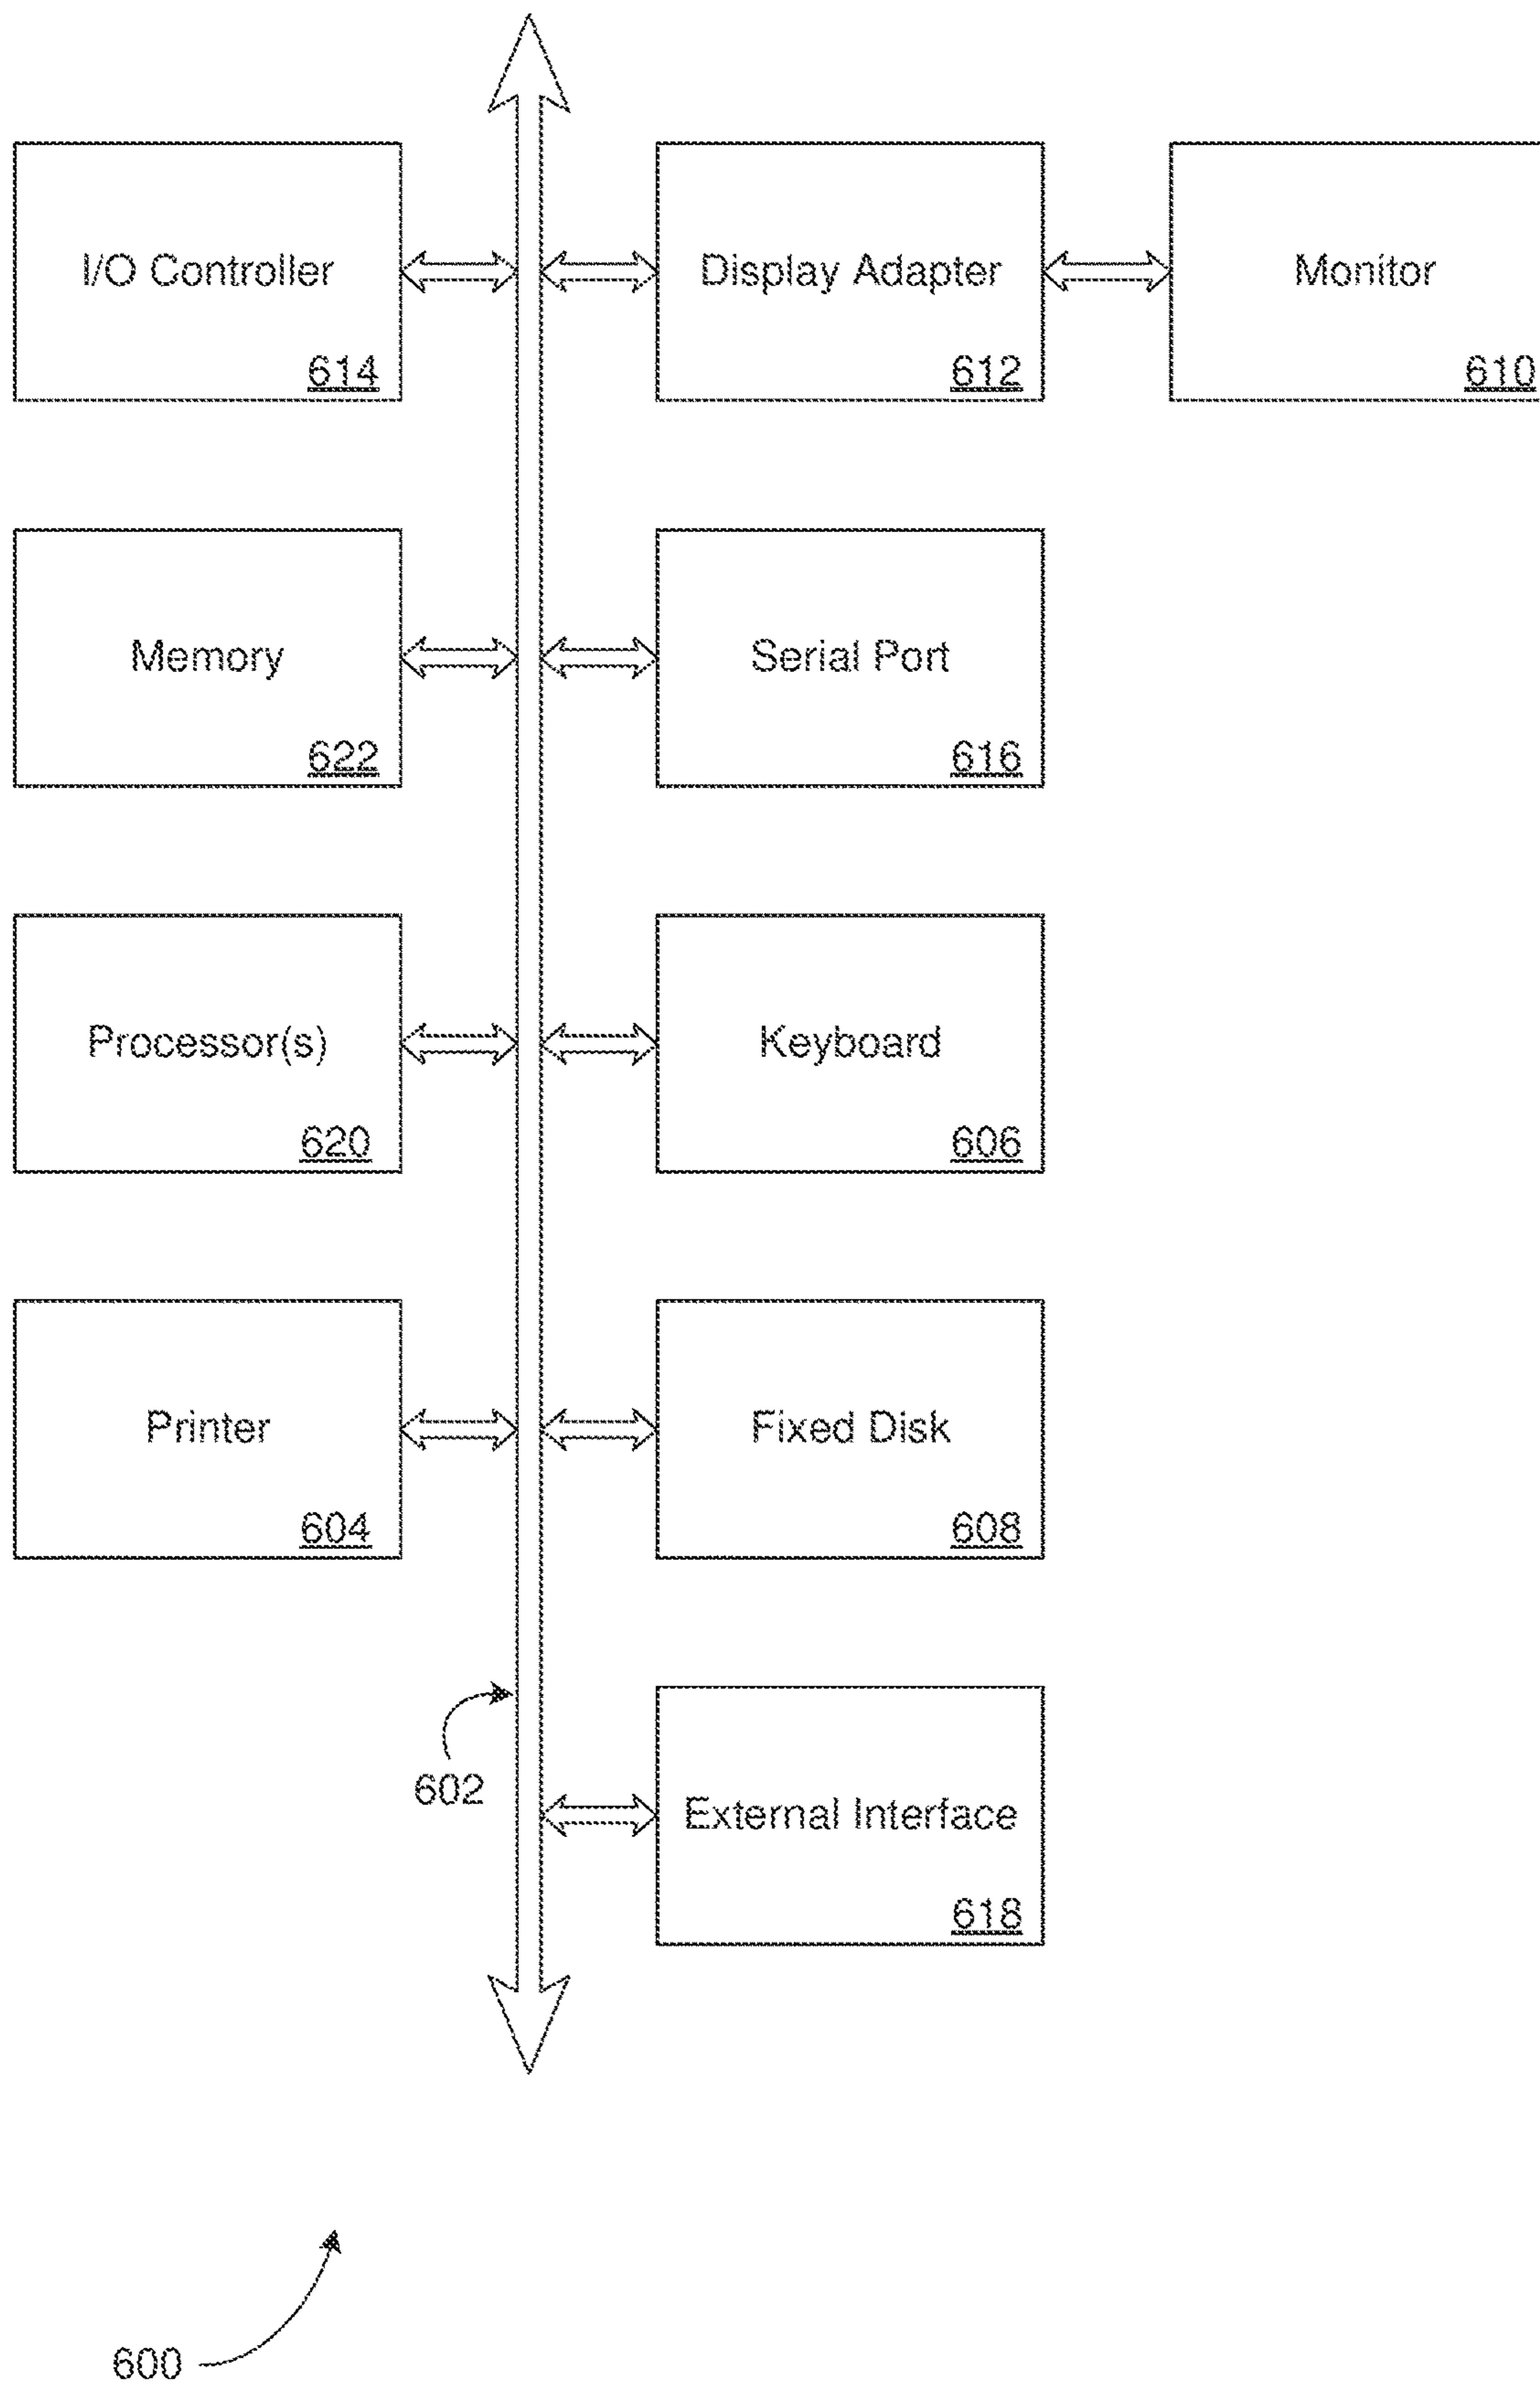 I/O Controller
614
Display Adapter
612
Monitor
610
Memory
622
Serial Port
616
Processor(s)
620
Keyboard
606
Printer
604
Fixed Disk
608
602
External Interface
618
600